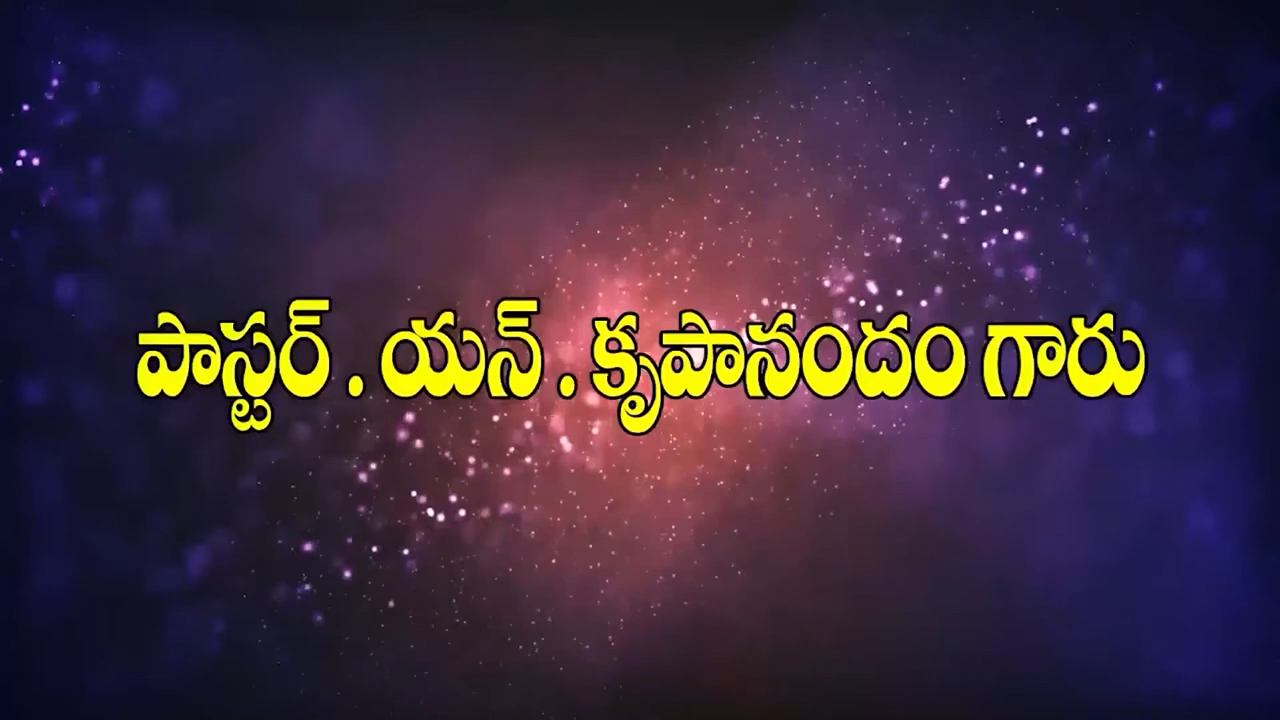 పాస్టర్ . యన్ . కృపానందం గారు